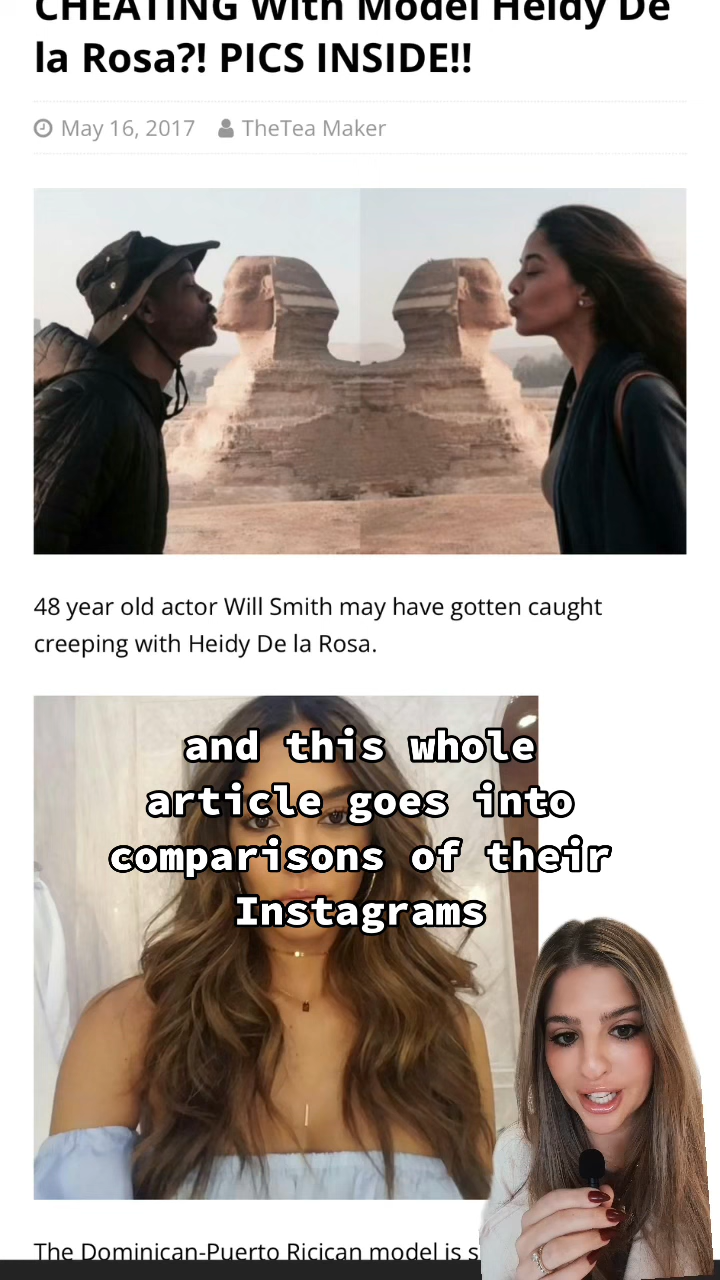 CHEATING With Model Heidy De
la Rosa?! PICS INSIDE!!
May 16, 2017 TheTea Maker
48 year old actor Will Smith may have gotten caught
creeping with Heidy De la Rosa.
and this whole
article goes into
comparisons of their
Instagrams
The Dominican-Puerto Ricican model is s